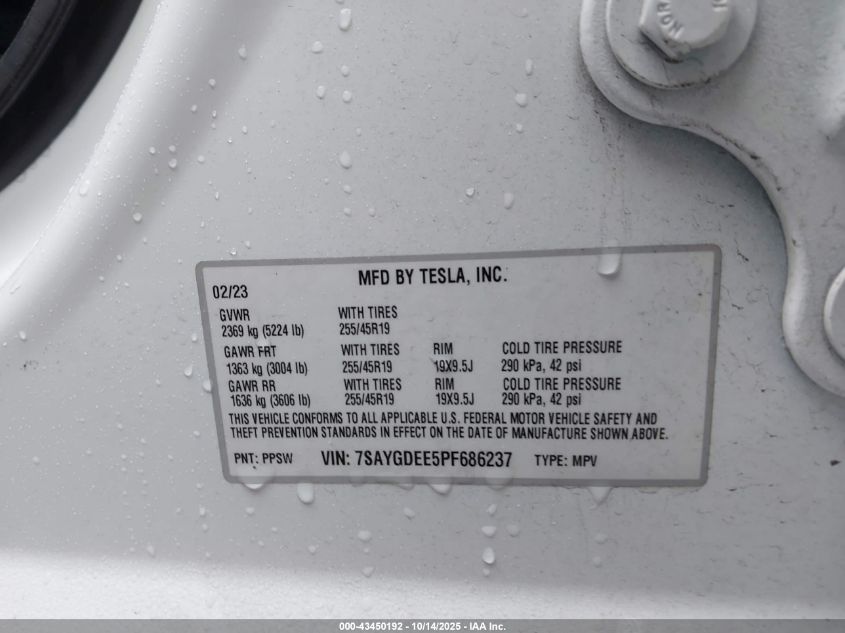 MFD BY TESLA, INC.
02/23
GVWR WITH TIRES
2369 kg (5224 lb) 255/45R19
GAWR FRT WITH TIRES RIM COLD TIRE PRESSURE
1363 kg (3004 lb) 255/45R19 19X9.5J 290 kPa, 42 psi
GAWR RR WITH TIRES RIM COLD TIRE PRESSURE
1636 kg (3606 lb) 255/45R19 19X9.5J 290 kPa, 42 psi
THIS VEHICLE CONFORMS TO ALL APPLICABLE U.S. FEDERAL MOTOR VEHICLE SAFETY AND
THEFT PREVENTION STANDARDS IN EFFECT ON THE DATE OF MANUFACTURE SHOWN ABOVE.
PNT: PPSW VIN: 7SAYGDEE5PF686237 TYPE: MPV
000-43450192 - 10/14/2025 - IAA Inc.